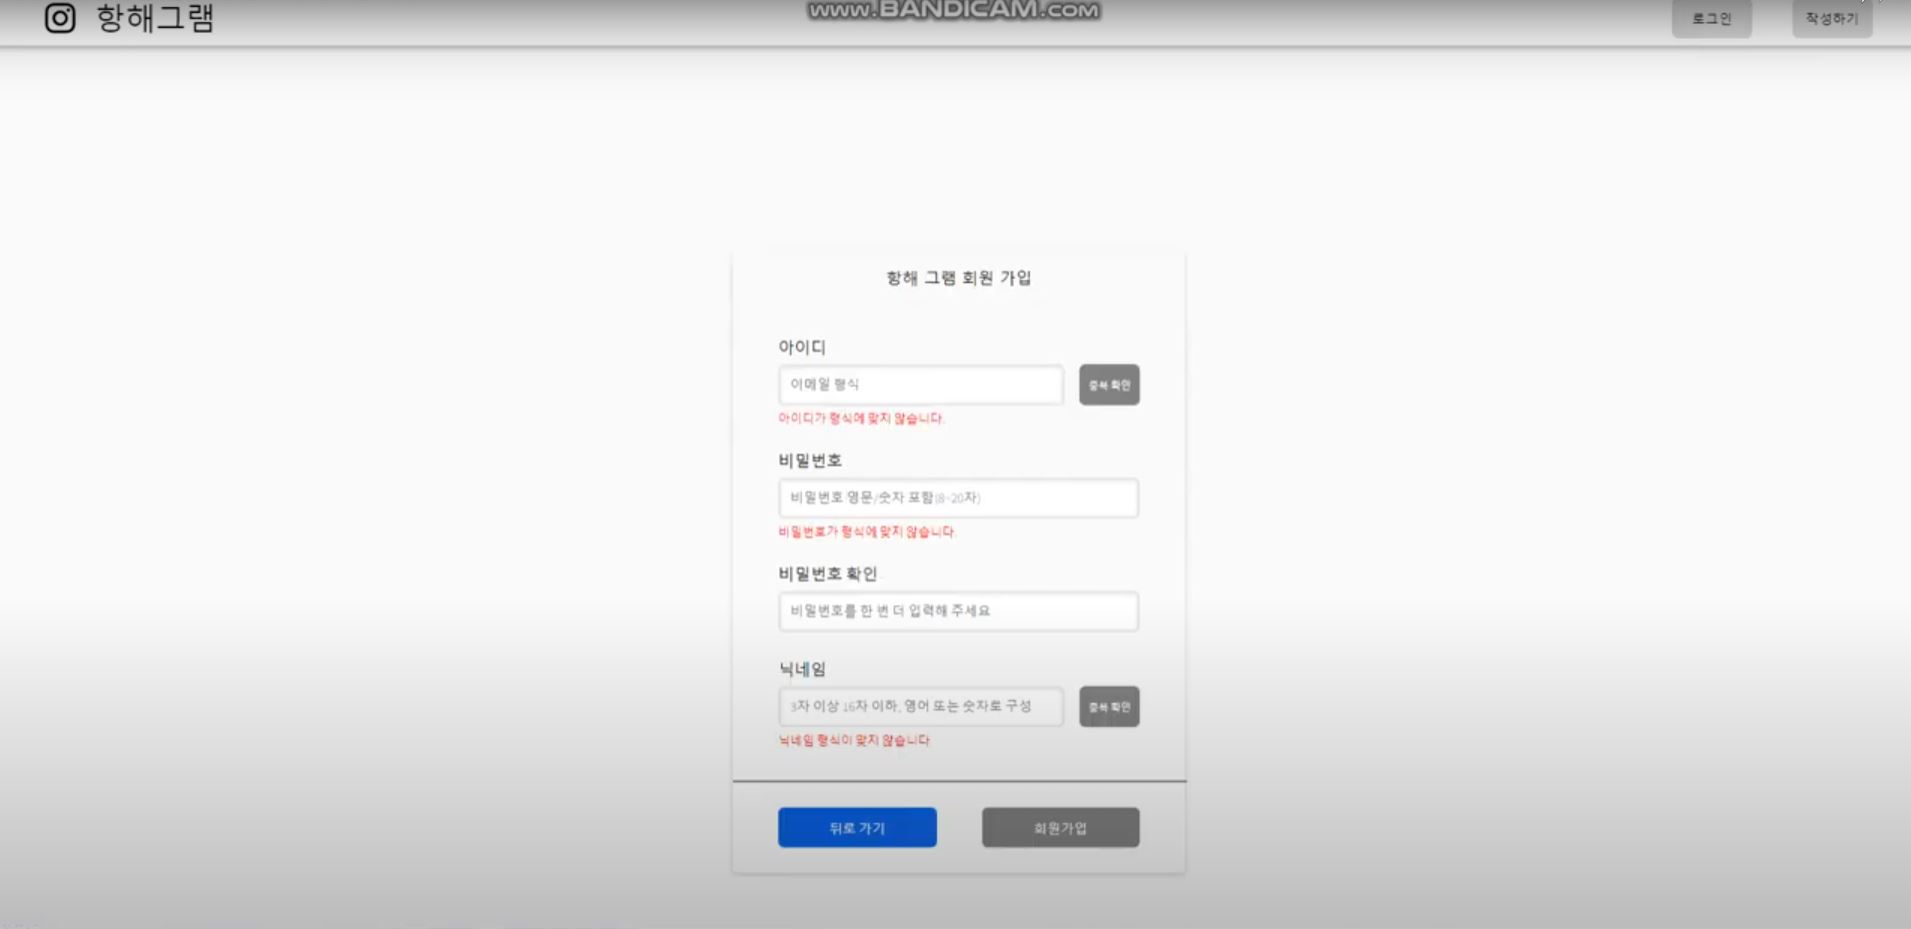 항해그램
www.BANDICAM.com
로그인
작성하기
항해 그램 회원 가입
아이디
이메일 형식
중복 확인
아이디가 형식에 맞지 않습니다.
비밀번호
비밀번호 영문/숫자 포함(8~20자)
비밀번호가 형식에 맞지 않습니다.
비밀번호 확인
비밀번호를 한 번 더 입력해 주세요
닉네임
3자 이상 16자 이하, 영어 또는 숫자로 구성
중복 확인
닉네임 형식이 맞지 않습니다
뒤로 가기
회원가입